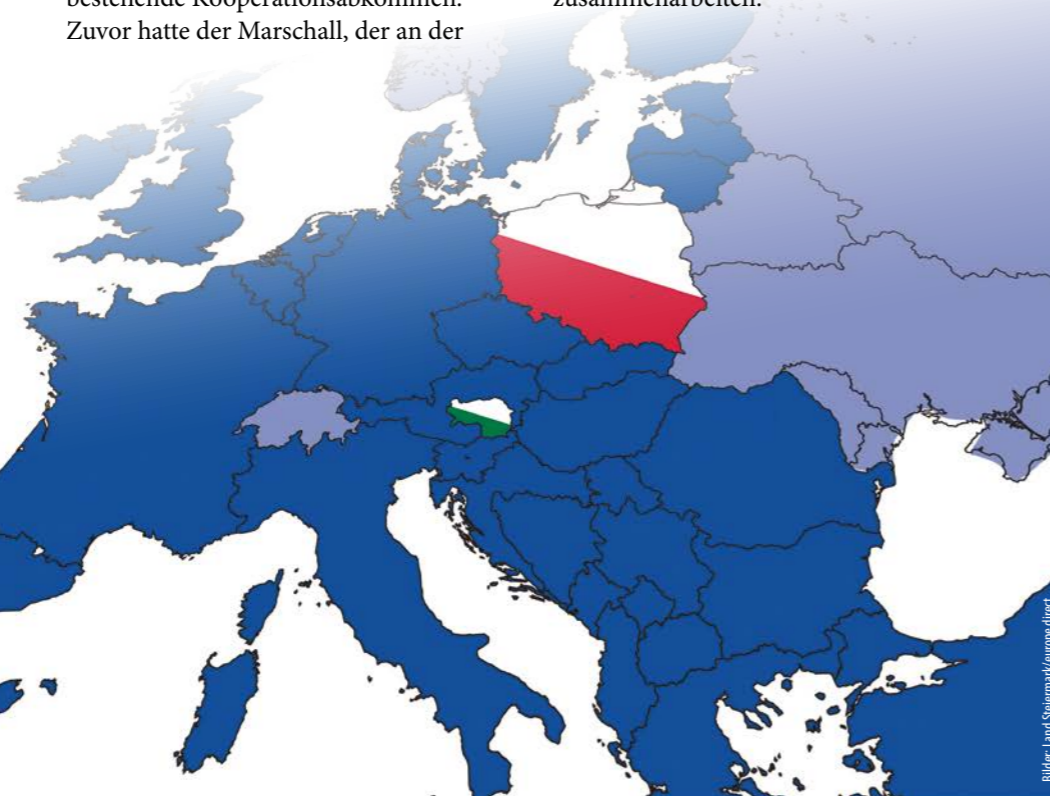 bestehende Kooperationsabkommen.
Zuvor hatte der Marschall, der an der
zusammenarbeiten.
Bilder: Land Steiermark/europe direct